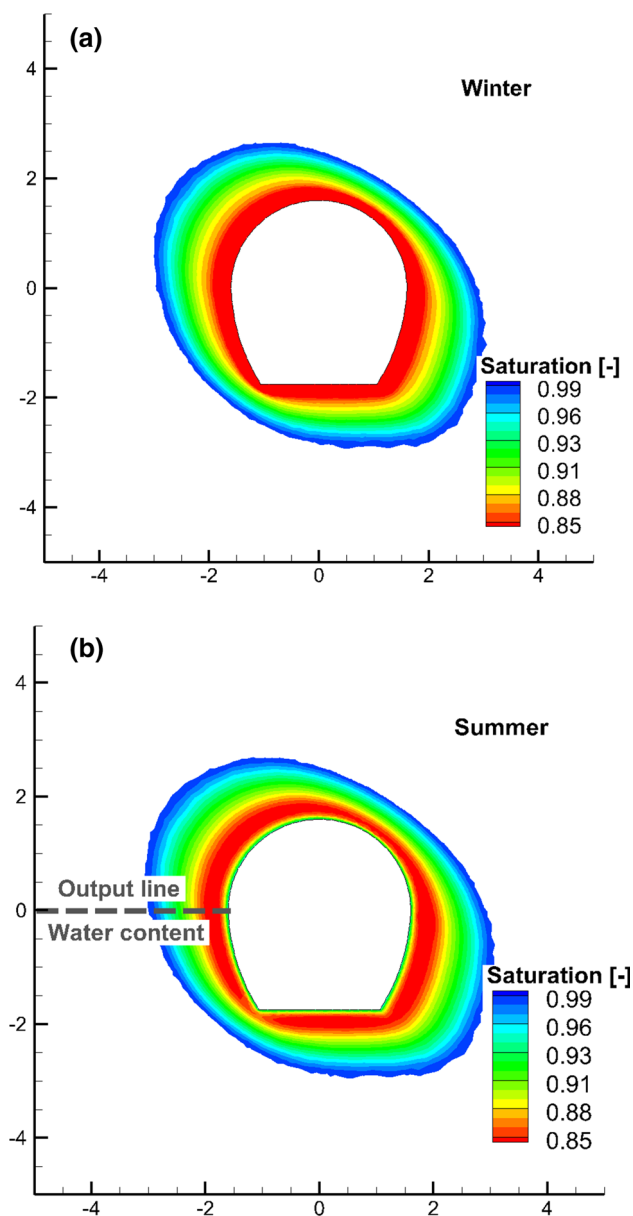 (a)
Winter
4
2
0
-2
-4
Saturation [-]
0.99
0.96
0.93
0.91
0.88
0.85
-4 -2 0 2 4
(b)
Summer
4
2
Output line
0
Water content
-2
-4
Saturation [-]
0.99
0.96
0.93
0.91
0.88
0.85
-4 -2 0 2 4